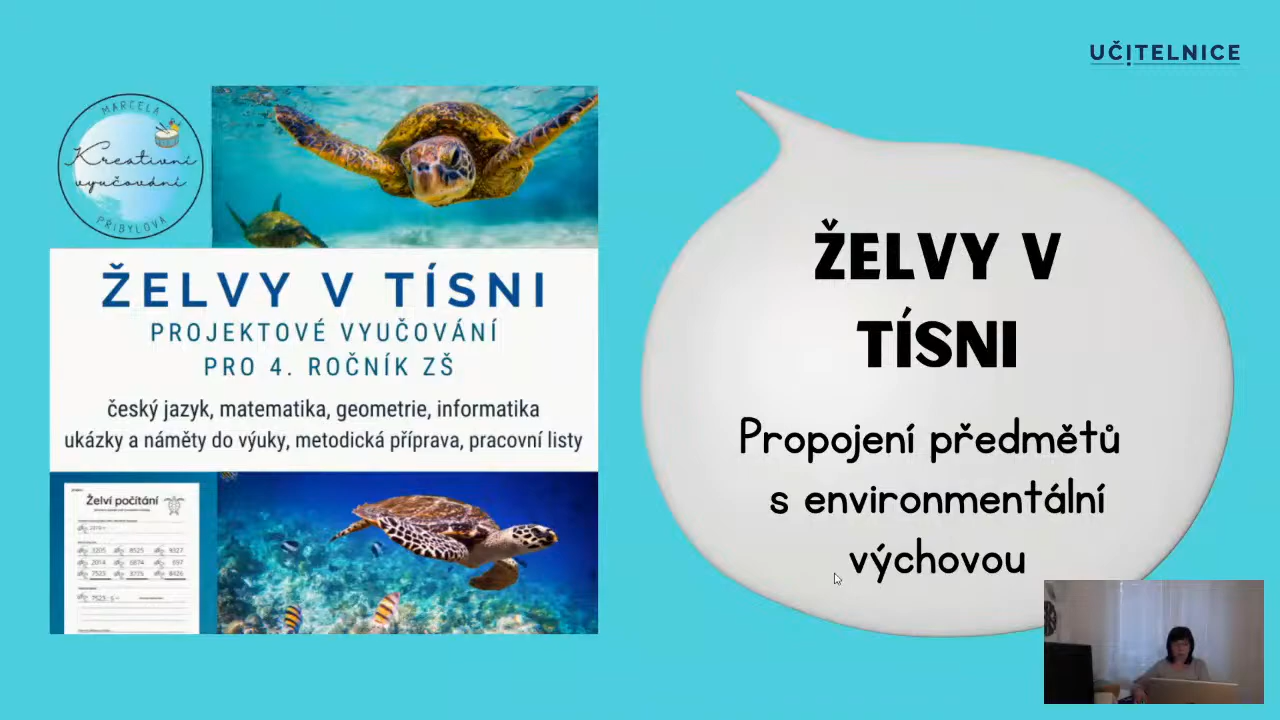 UČITELNICE
MARCELA
Kreativní
vyučování
PŘIBYLOVÁ
ŽELVY V TÍSNI
PROJEKTOVÉ VYUČOVÁNÍ
PRO 4. ROČNÍK ZŠ
český jazyk, matematika, geometrie, informatika
ukázky a náměty do výuky, metodická příprava, pracovní listy
Želví počítání
ŽELVY V
TÍSNI
Propojení předmětů
s environmentální
výchovou